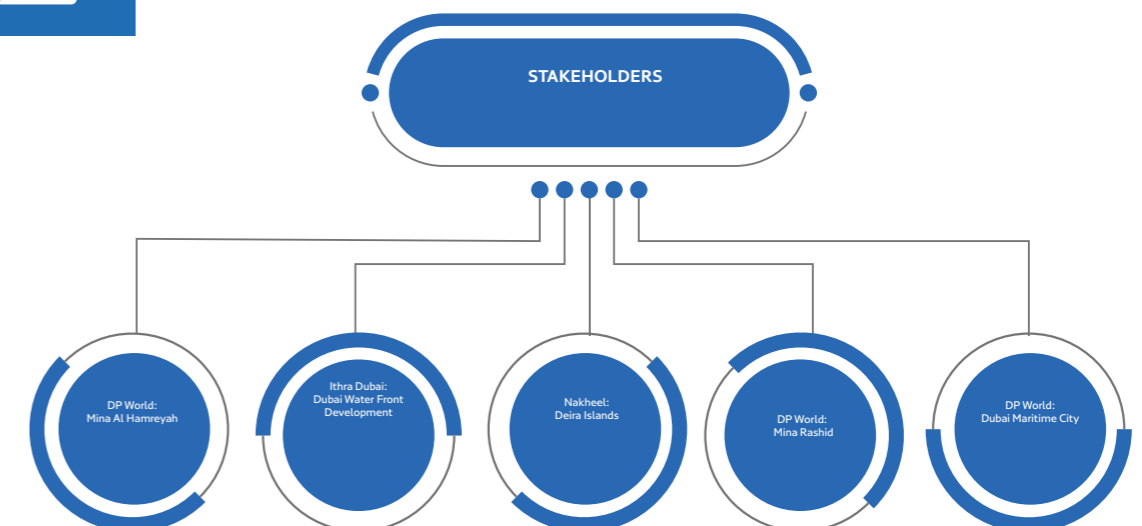 STAKEHOLDERS
DP World:
Mina Al Hamreyah
Ithra Dubai:
Dubai Water Front
Development
Nakheel:
Deira Islands
DP World:
Mina Rashid
DP World:
Dubai Maritime City